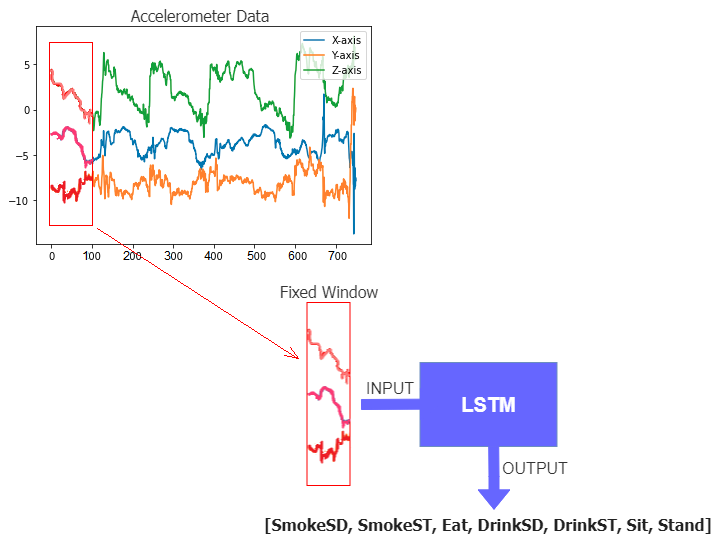 Accelerometer Data
X-axis
Y-axis
Z-axis
5
0
−5
−10
0 100 200 300 400 500 600 700
Fixed Window
INPUT
LSTM
OUTPUT
[SmokeSD, SmokeST, Eat, DrinkSD, DrinkST, Sit, Stand]